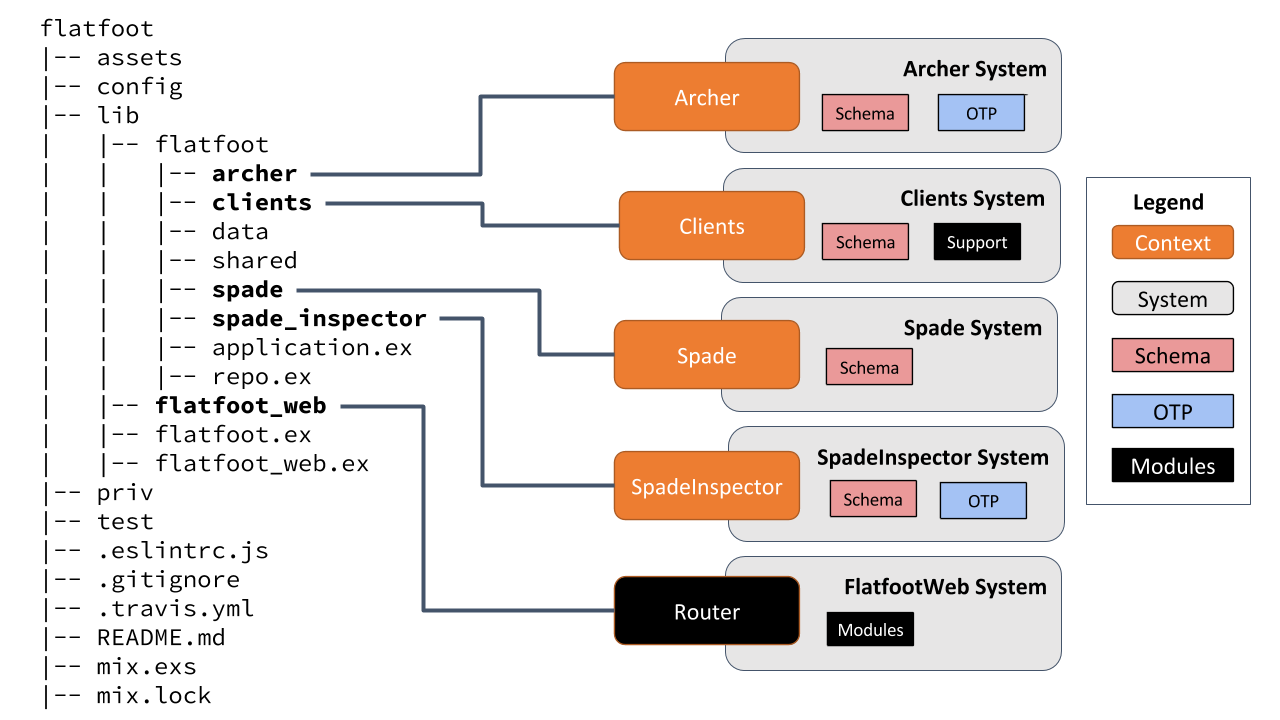 flatfoot
|-- assets
|-- config
|-- lib
|   |-- flatfoot
|   |   |-- archer
|   |   |-- clients
|   |   |-- data
|   |   |-- shared
|   |   |-- spade
|   |   |-- spade_inspector
|   |   |-- application.ex
|   |   |-- repo.ex
|   |-- flatfoot_web
|   |-- flatfoot.ex
|   |-- flatfoot_web.ex
|-- priv
|-- test
|-- .eslintrc.js
|-- .gitignore
|-- .travis.yml
|-- README.md
|-- mix.exs
|-- mix.lock
Archer System
Archer
Schema
OTP
Clients System
Clients
Schema
Support
Spade System
Spade
Schema
SpadeInspector System
SpadeInspector
Schema
OTP
FlatfootWeb System
Router
Modules
Legend
Context
System
Schema
OTP
Modules